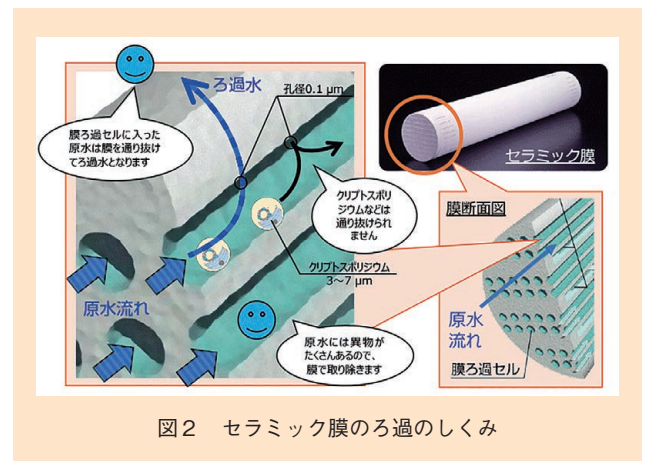 ろ過水
孔径0.1 μm
膜ろ過セルに入った
原水は膜を通り抜け
てろ過水となります
セラミック膜
クリプトスポリ
ジウムなどは
通り抜けられ
ません
膜断面図
クリプトスポリジウム
3～7 μm
原水流れ
原水
流れ
原水には異物が
たくさんあるので、
膜で取り除きます
膜ろ過セル
図2 セラミック膜のろ過のしくみ